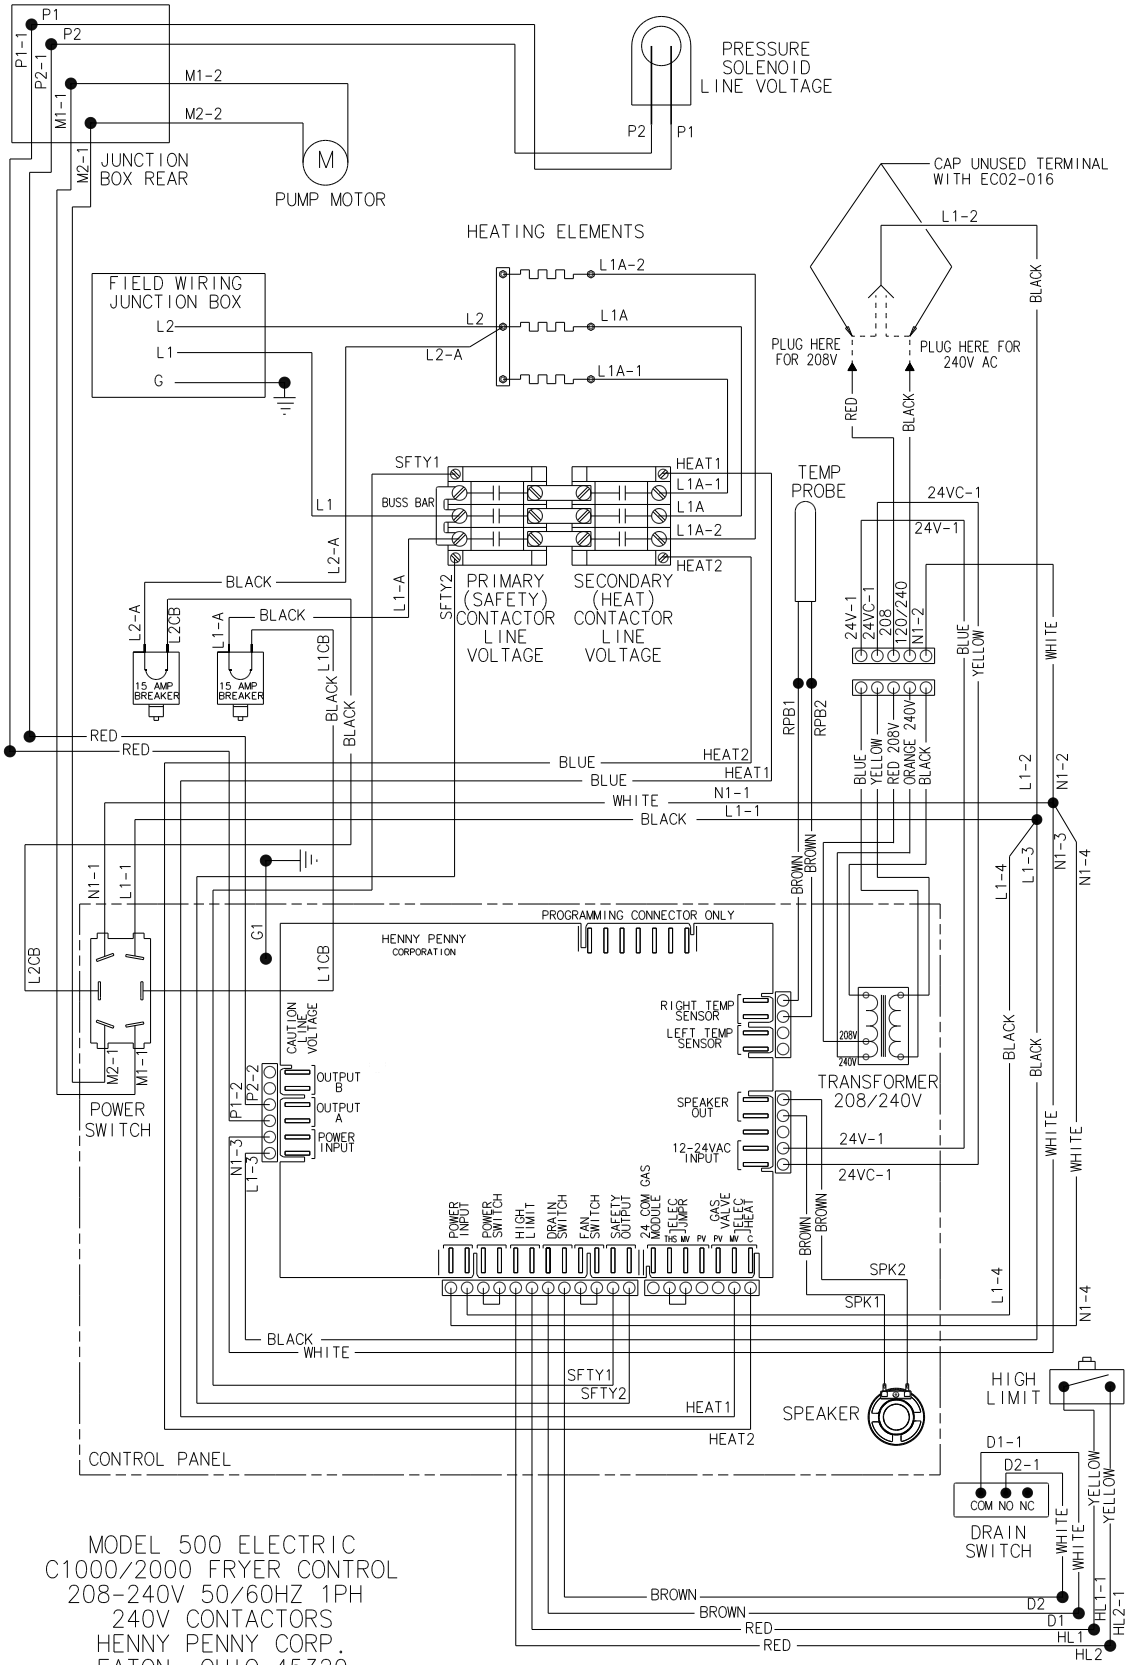 P1
P2
P1-1
P2-1
M1-1
M2-1
M1-2
M2-2
JUNCTION
BOX REAR
M
PUMP MOTOR
PRESSURE
SOLENOID
LINE VOLTAGE
P2
P1
CAP UNUSED TERMINAL
WITH EC02-016
L1-2
BLACK
HEATING ELEMENTS
FIELD WIRING
JUNCTION BOX
L2
L1
G
L2
L2-A
L1A-2
L1A
L1A-1
PLUG HERE
FOR 208V
PLUG HERE FOR
240V AC
RED
BLACK
SFTY1
BUSS BAR
L1
L2-A
L1-A
SFTY2
HEAT1
L1A-1
L1A
L1A-2
HEAT2
PRIMARY
(SAFETY)
CONTACTOR
LINE
VOLTAGE
SECONDARY
(HEAT)
CONTACTOR
LINE
VOLTAGE
TEMP
PROBE
24VC-1
24V-1
24V-1
24VC-1
208
120/240
N1-2
BLUE
YELLOW
WHITE
BLACK
BLACK
L2-A
L2CB
L1-A
L1CB
15 AMP
BREAKER
15 AMP
BREAKER
BLACK
BLACK
RPB1
RPB2
RED
RED
BLUE
YELLOW
RED 208V
ORANGE 240V
BLACK
BLUE
HEAT2
BLUE
HEAT1
WHITE
N1-1
BLACK
L1-1
L1-2
N1-2
BROWN
BROWN
L1-4
L1-3
N1-3
N1-4
N1-1
L1-1
G1
L2CB
L1CB
PROGRAMMING CONNECTOR ONLY
HENNY PENNY
CORPORATION
CAUTION
LINE
VOLTAGE
RIGHT TEMP
SENSOR
LEFT TEMP
SENSOR
208V
240V
TRANSFORMER
208/240V
BLACK
BLACK
M2-1
M1-1
POWER
SWITCH
P1-2
P2-2
N1-3
L1-3
OUTPUT
B
OUTPUT
A
POWER
INPUT
SPEAKER
OUT
12-24VAC
INPUT
24V-1
24VC-1
WHITE
WHITE
BROWN
BROWN
POWER
INPUT
POWER
SWITCH
HIGH
LIMIT
DRAIN
SWITCH
FAN
SWITCH
SAFETY
OUTPUT
24 COM GAS
MODULE
ELEC
JMPR
GAS
VALVE
ELEC
HEAT
THS MV PV PV MV C
SPK2
SPK1
L1-4
N1-4
BLACK
WHITE
SFTY1
SFTY2
HEAT1
HEAT2
SPEAKER
HIGH
LIMIT
CONTROL PANEL
D1-1
D2-1
COM NO NC
DRAIN
SWITCH
WHITE
WHITE
YELLOW
YELLOW
MODEL 500 ELECTRIC
C1000/2000 FRYER CONTROL
208-240V 50/60HZ 1PH
240V CONTACTORS
HENNY PENNY CORP.
EATON, OHIO 45320
BROWN
D2
BROWN
D1
RED
HL1
RED
HL2
HL1-1
HL2-1